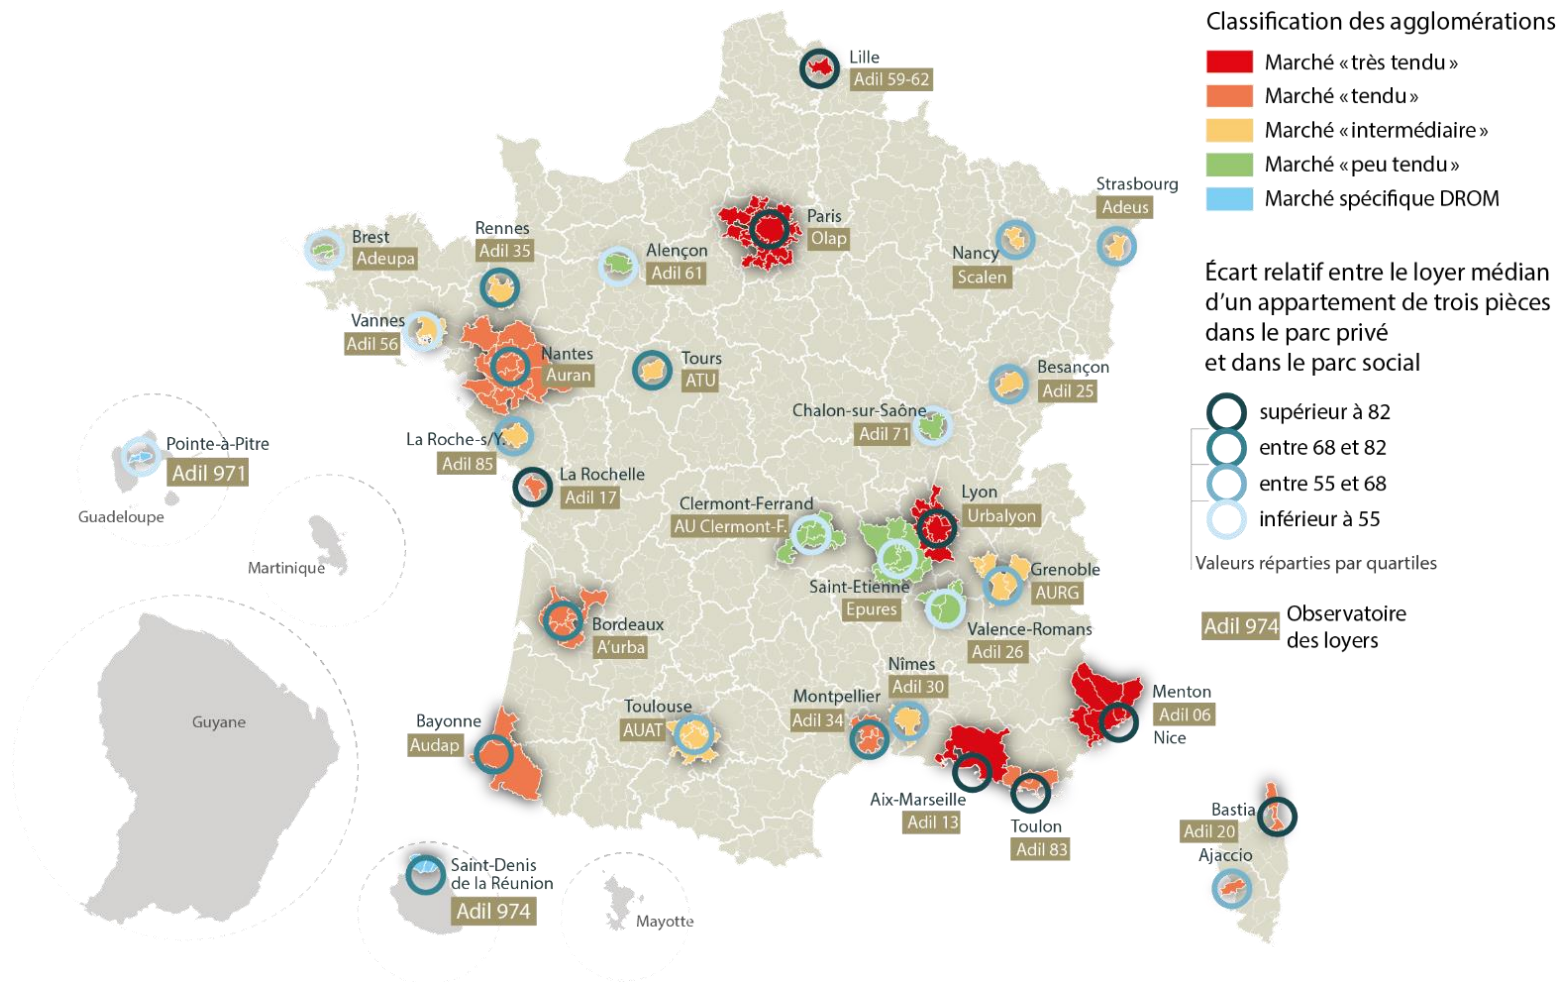 Classification des agglomérations
Marché «très tendu»
Marché «tendu»
Marché «intermédiaire»
Marché «peu tendu»
Marché spécifique DROM
Écart relatif entre le loyer médian
d'un appartement de trois pièces
dans le parc privé
et dans le parc social
supérieur à 82
entre 68 et 82
entre 55 et 68
inférieur à 55
Valeurs réparties par quartiles
Adil 974
Observatoire
des loyers
Lille
Adil 59-62
Strasbourg
Adeus
Paris
Olap
Nancy
Scalen
Brest
Adeupa
Rennes
Adil 35
Alençon
Adil 61
Vannes
Adil 56
Nantes
Auran
Tours
ATU
Besançon
Adil 25
Chalon-sur-Saône
Adil 71
La Roche-s/Y.
Adil 85
La Rochelle
Adil 17
Pointe-à-Pitre
Adil 971
Guadeloupe
Martinique
Guyane
Clermont-Ferrand
AU Clermont-F.
Lyon
Urbalyon
Saint-Etienne
Epures
Grenoble
AURG
Valence-Romans
Adil 26
Bordeaux
A'urba
Nîmes
Adil 30
Montpellier
Adil 34
Toulouse
AUAT
Bayonne
Audap
Menton
Adil 06
Nice
Aix-Marseille
Adil 13
Toulon
Adil 83
Bastia
Adil 20
Ajaccio
Saint-Denis
de la Réunion
Adil 974
Mayotte